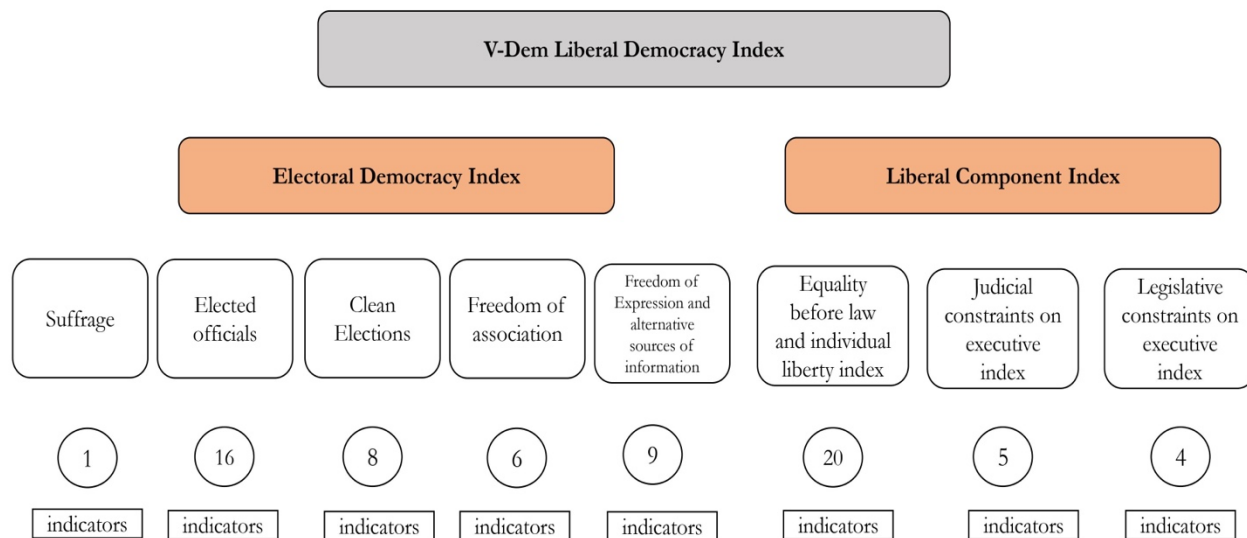 V-Dem Liberal Democracy Index
Electoral Democracy Index
Liberal Component Index
Suffrage
Elected
officials
Clean
Elections
Freedom of
association
Freedom of
Expression and
alternative
sources of
information
Equality
before law
and individual
liberty index
Judicial
constraints on
executive
index
Legislative
constraints on
executive
index
1
16
8
6
9
20
5
4
indicators
indicators
indicators
indicators
indicators
indicators
indicators
indicators